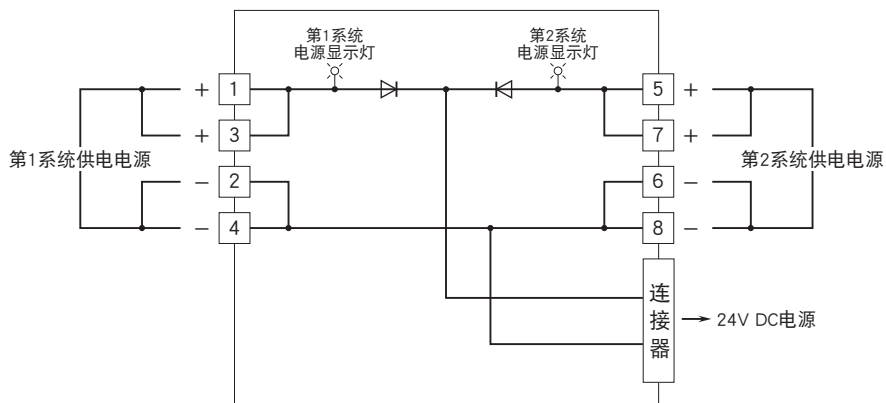 第1系统
电源显示灯
第2系统
电源显示灯
+ 1
5 +
+ 3
7 +
第1系统供电电源
第2系统供电电源
− 2
6 −
− 4
8 −
连接器
24V DC电源